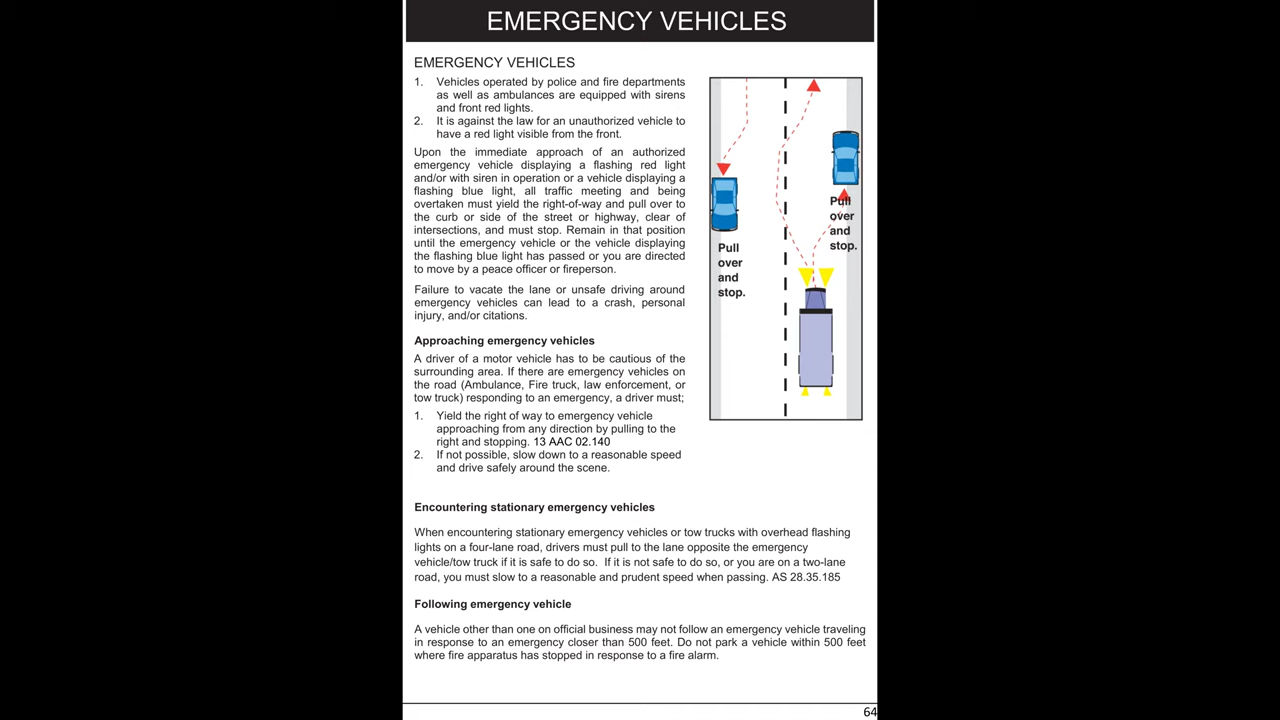 EMERGENCY VEHICLES
EMERGENCY VEHICLES
1. Vehicles operated by police and fire departments
as well as ambulances are equipped with sirens
and front red lights.
2. It is against the law for an unauthorized vehicle to
have a red light visible from the front.
Upon the immediate approach of an authorized
emergency vehicle displaying a flashing red light
and/or with siren in operation or a vehicle displaying a
flashing blue light, all traffic meeting and being
overtaken must yield the right-of-way and pull over to
the curb or side of the street or highway, clear of
intersections, and must stop. Remain in that position
until the emergency vehicle or the vehicle displaying
the flashing blue light has passed or you are directed
to move by a peace officer or fireperson.
Failure to vacate the lane or unsafe driving around
emergency vehicles can lead to a crash, personal
injury, and/or citations.
Approaching emergency vehicles
A driver of a motor vehicle has to be cautious of the
surrounding area. If there are emergency vehicles on
the road (Ambulance, Fire truck, law enforcement, or
tow truck) responding to an emergency, a driver must;
1. Yield the right of way to emergency vehicle
approaching from any direction by pulling to the
right and stopping. 13 AAC 02.140
2. If not possible, slow down to a reasonable speed
and drive safely around the scene.
Pull
over
and
stop.
Pull
over
and
stop.
Encountering stationary emergency vehicles
When encountering stationary emergency vehicles or tow trucks with overhead flashing
lights on a four-lane road, drivers must pull to the lane opposite the emergency
vehicle/tow truck if it is safe to do so. If it is not safe to do so, or you are on a two-lane
road, you must slow to a reasonable and prudent speed when passing. AS 28.35.185
Following emergency vehicle
A vehicle other than one on official business may not follow an emergency vehicle traveling
in response to an emergency closer than 500 feet. Do not park a vehicle within 500 feet
where fire apparatus has stopped in response to a fire alarm.
64